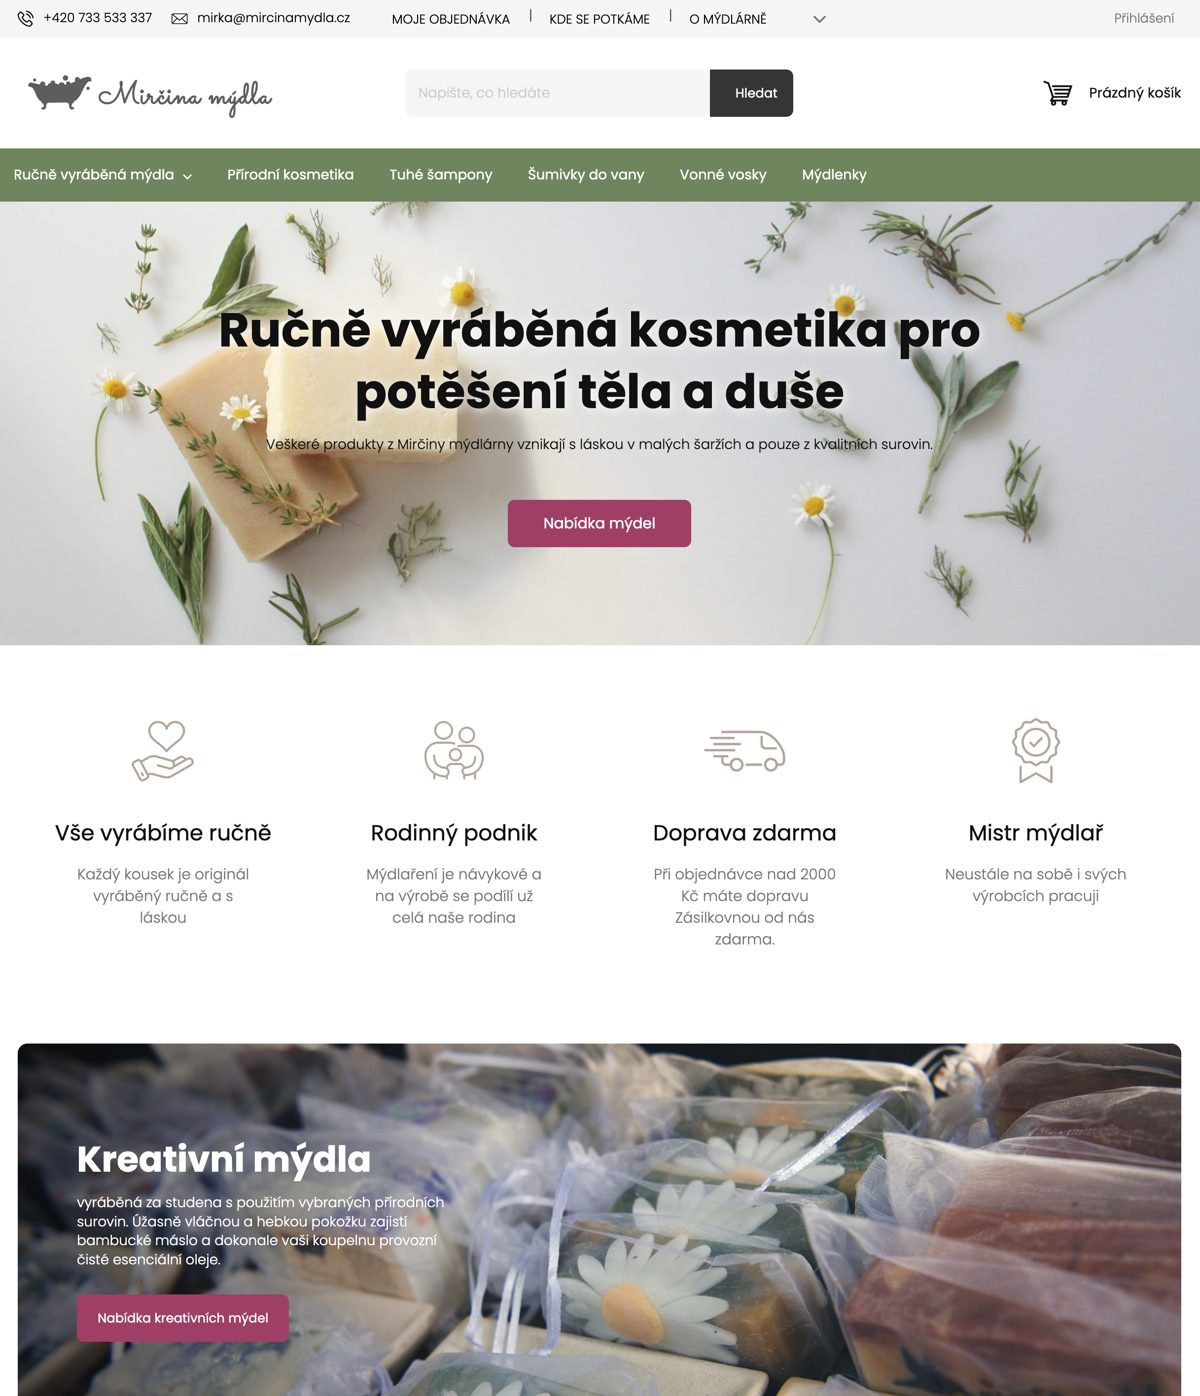 +420 733 533 337 mirka@mircinamydla.cz MOJE OBJEDNÁVKA | KDE SE POTKÁME | O MÝDLÁRNĚ Přihlášení
Mirčina mýdla Napište, co hledáte Hledat Prázdný košík
Ručně vyráběná mýdla Přírodní kosmetika Tuhé šampony Šumivky do vany Vonné vosky Mýdlenky
Ručně vyráběná kosmetika pro
potěšení těla a duše
Veškeré produkty z Mirčiny mýdlárny vznikají s láskou v malých šaržích a pouze z kvalitních surovin.
Nabídka mýdel
Vše vyrábíme ručně
Každý kousek je originál
vyráběný ručně a s
láskou
Rodinný podnik
Mýdlaření je návykové a
na výrobě se podílí už
celá naše rodina
Doprava zdarma
Při objednávce nad 2000
Kč máte dopravu
Zásilkovnou od nás
zdarma.
Mistr mýdlař
Neustále na sobě i svých
výrobcích pracuji
Kreativní mýdla
vyráběná za studena s použitím vybraných přírodních
surovin. Úžasně vláčnou a hebkou pokožku zajistí
bambucké máslo a dokonale vaši koupelnu provozní
čisté esenciální oleje.
Nabídka kreativních mýdel